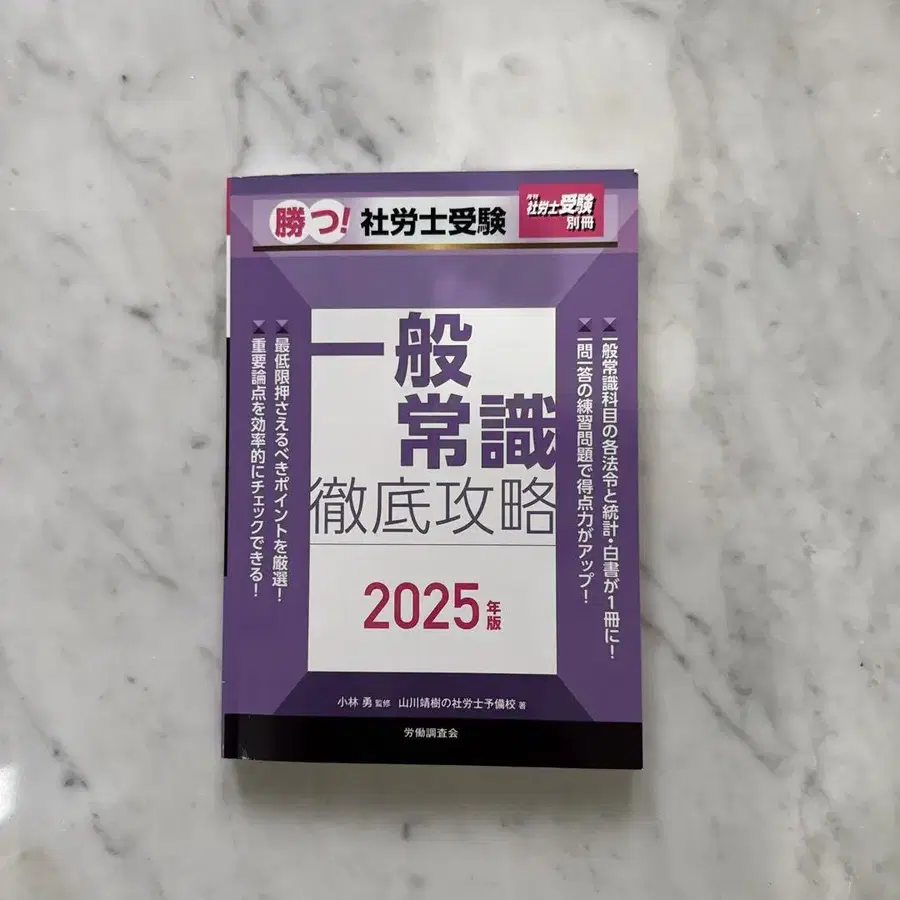 勝つ! 社労士受験
月刊
社労士受験
別冊
一般常識科目の各法令と統計・白書が1冊に!
一問一答の練習問題で得点力がアップ!
一般
常識
徹底攻略
2025年版
最低限押さえるべきポイントを厳選!
重要論点を効率的にチェックできる!
小林 勇 監修 山川靖樹の社労士予備校 著
労働調査会